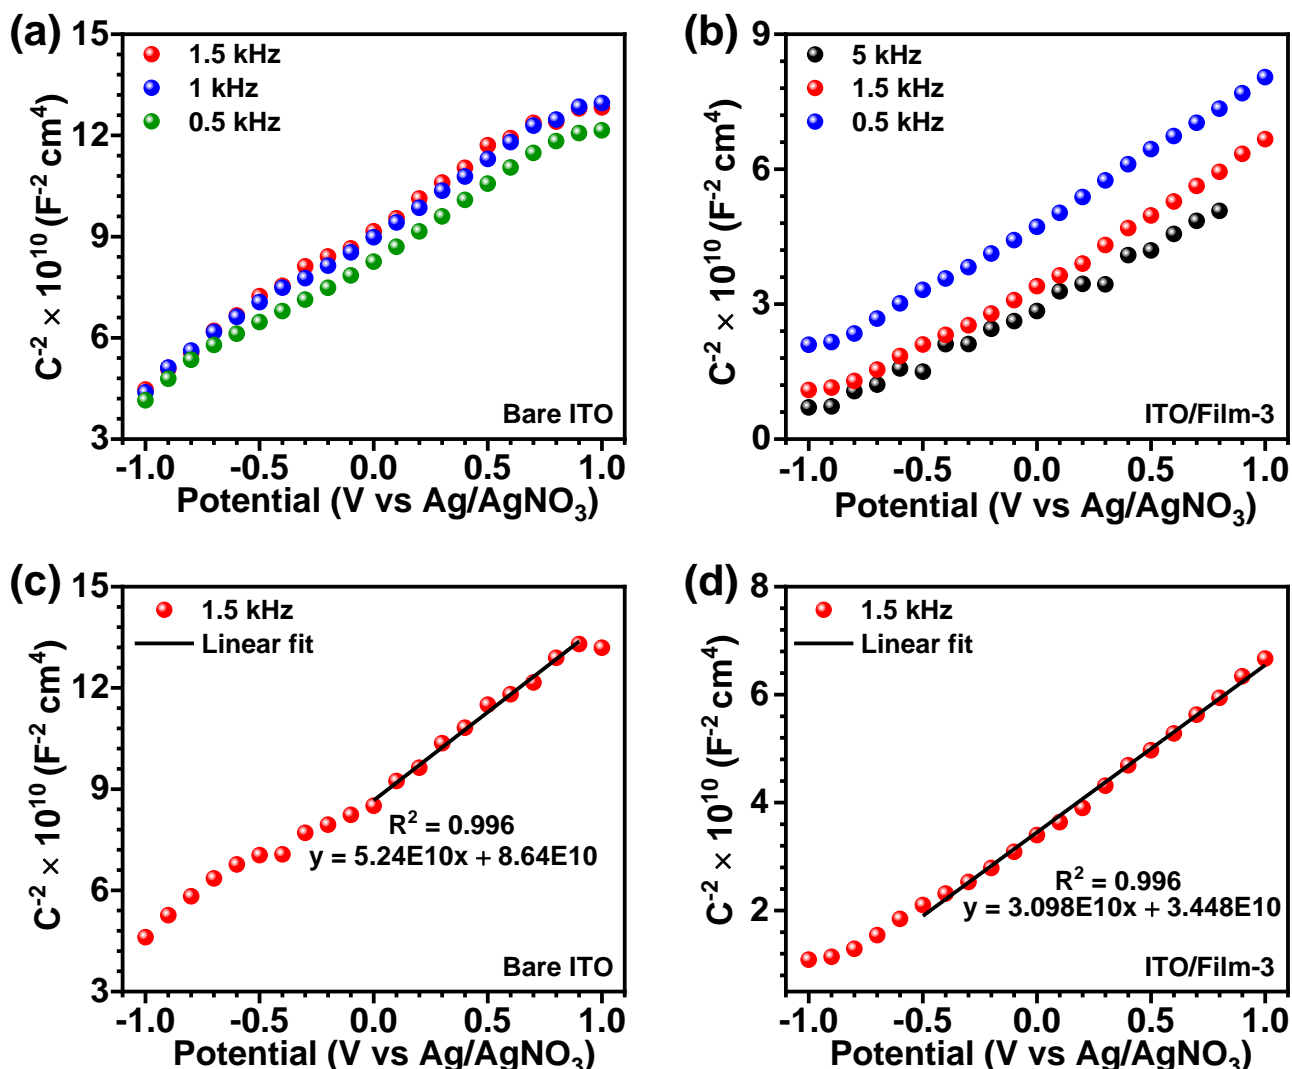 (a)
15
12
9
6
3
C⁻² × 10¹⁰ (F⁻² cm⁴)
1.5 kHz
1 kHz
0.5 kHz
Bare ITO
-1.0 -0.5 0.0 0.5 1.0
Potential (V vs Ag/AgNO₃)
(b)
9
6
3
0
C⁻² × 10¹⁰ (F⁻² cm⁴)
5 kHz
1.5 kHz
0.5 kHz
ITO/Film-3
-1.0 -0.5 0.0 0.5 1.0
Potential (V vs Ag/AgNO₃)
(c)
15
12
9
6
3
C⁻² × 10¹⁰ (F⁻² cm⁴)
1.5 kHz
Linear fit
R² = 0.996
y = 5.24E10x + 8.64E10
Bare ITO
-1.0 -0.5 0.0 0.5 1.0
Potential (V vs Ag/AgNO₃)
(d)
8
6
4
2
C⁻² × 10¹⁰ (F⁻² cm⁴)
1.5 kHz
Linear fit
R² = 0.996
y = 3.098E10x + 3.448E10
ITO/Film-3
-1.0 -0.5 0.0 0.5 1.0
Potential (V vs Ag/AgNO₃)